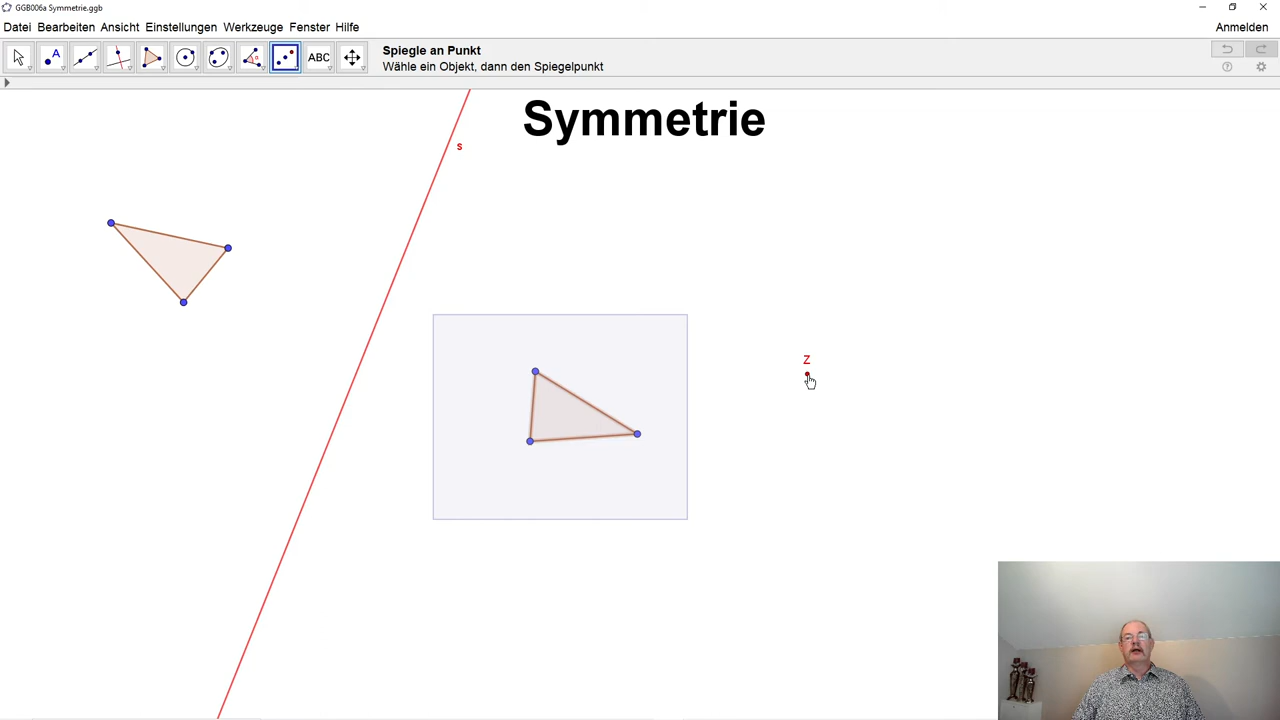 GGB006a Symmetrie.ggb
Datei Bearbeiten Ansicht Einstellungen Werkzeuge Fenster Hilfe Anmelden
A
ABC
Spiegle an Punkt
Wähle ein Objekt, dann den Spiegelpunkt
Symmetrie
s
Z